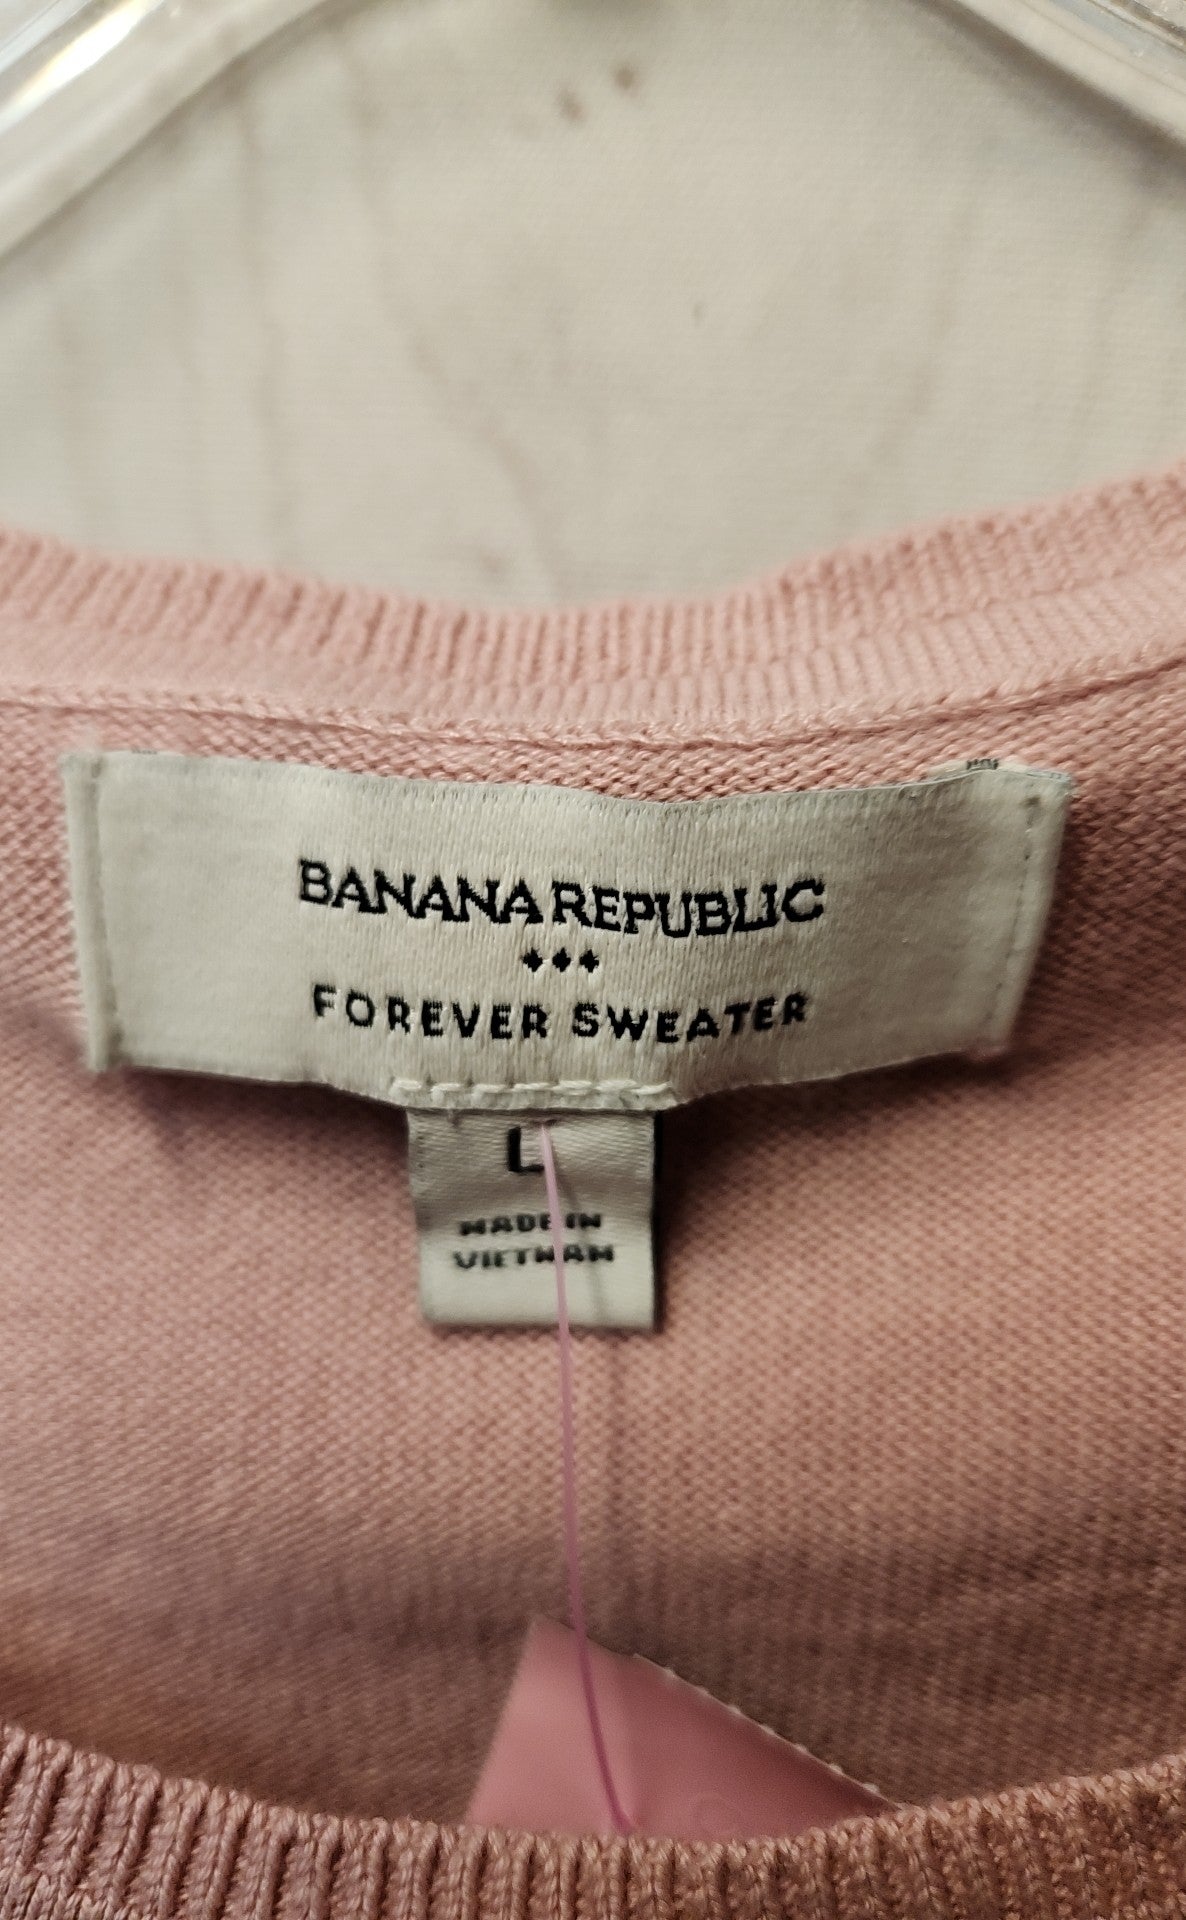 BANANA REPUBLIC
FOREVER SWEATER
L
MADE IN
VIETNAM